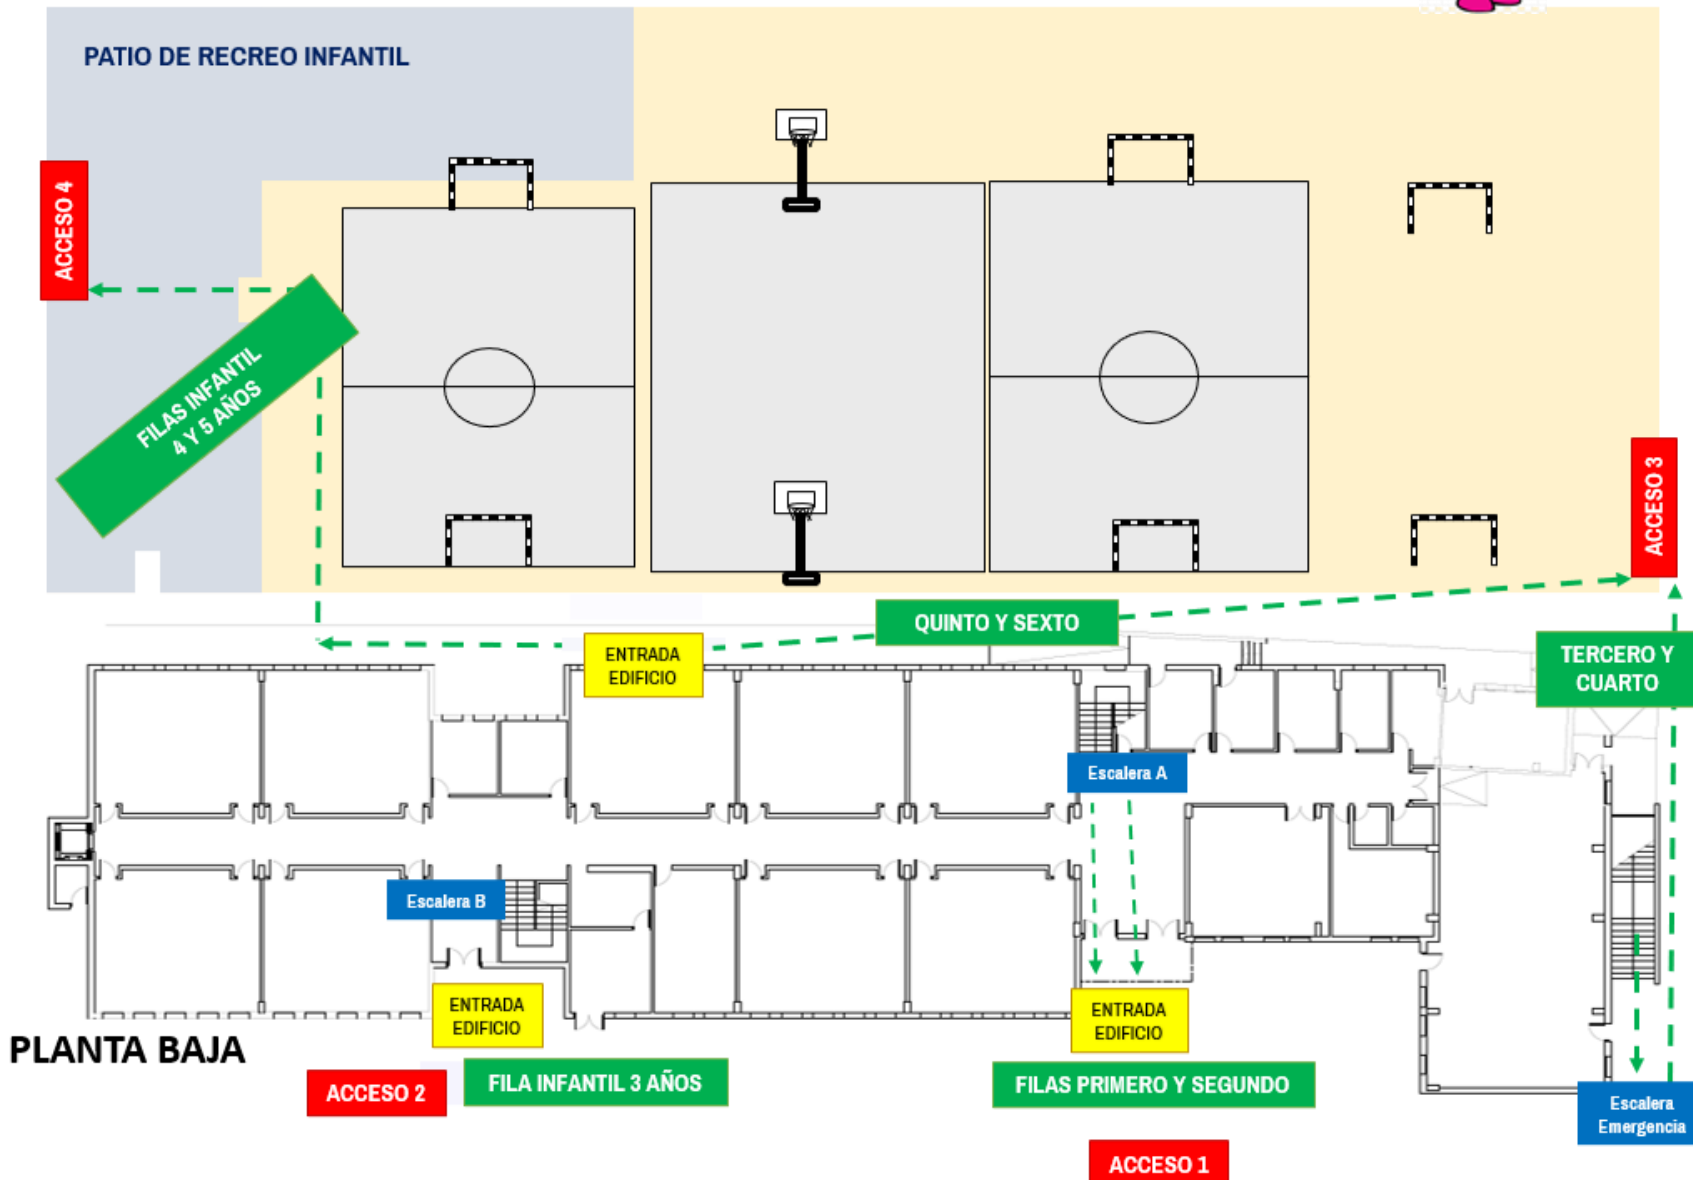 PATIO DE RECREO INFANTIL
ACCESO 4
FILAS INFANTIL
4 Y 5 AÑOS
ACCESO 3
QUINTO Y SEXTO
ENTRADA
EDIFICIO
TERCERO Y
CUARTO
Escalera A
Escalera B
ENTRADA
EDIFICIO
ENTRADA
EDIFICIO
PLANTA BAJA
ACCESO 2
FILA INFANTIL 3 AÑOS
FILAS PRIMERO Y SEGUNDO
Escalera
Emergencia
ACCESO 1